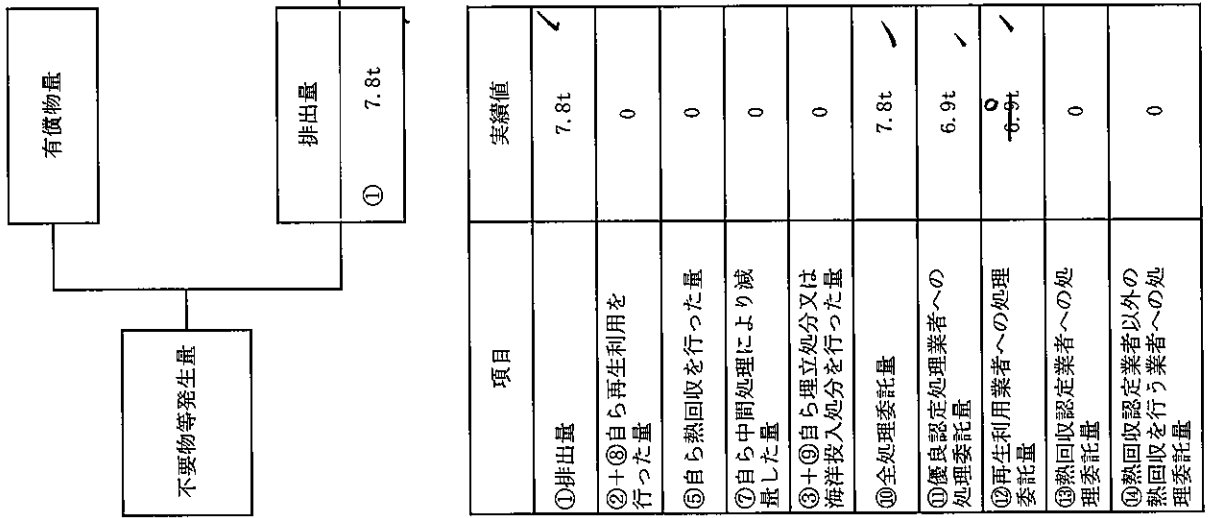 不要物等発生量
有償物量
排出量
① 7.8t
項目 実績値
①排出量 7.8t
②+⑧自ら再生利用を
行った量 0
⑤自ら熱回収を行った量 0
⑦自ら中間処理により減
量した量 0
③+⑨自ら埋立処分又は
海洋投入処分を行った量 0
⑩全処理委託量 7.8t
⑪優良認定処理業者への
処理委託量 6.9t
⑫再生利用業者への処理
委託量 6.9t 0
⑬熱回収認定業者への処
理委託量 0
⑭熱回収認定業者以外の
熱回収を行う業者への処
理委託量 0